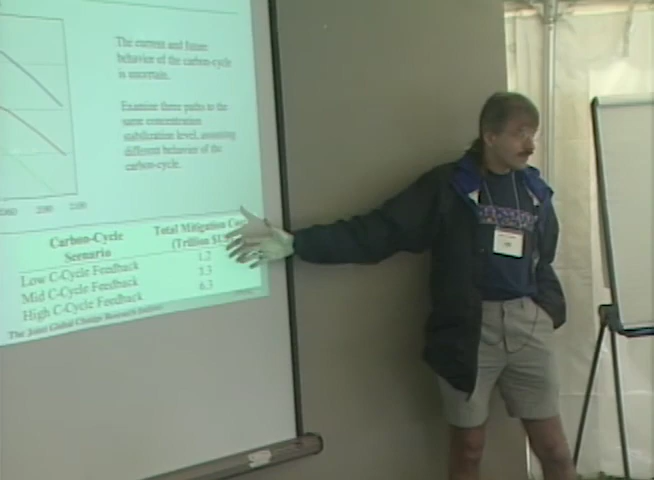 The current and future
behavior of the carbon-cycle
is uncertain.
Examine three paths to the
same concentration
stabilization level, assuming
different behavior of the
carbon-cycle.
Carbon-Cycle
Scenario
Total Mitigation
(Trillion
Low C-Cycle Feedback 1.2
Mid C-Cycle Feedback 3.3
High C-Cycle Feedback 6.3
The Joint Global Change Research Institute